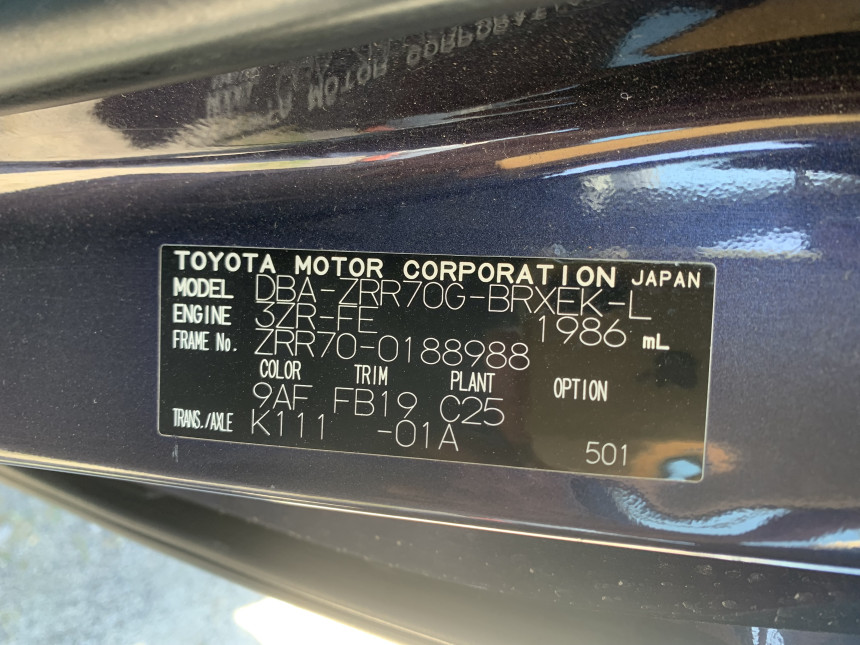 TOYOTA MOTOR CORPORATION JAPAN
MODEL DBA-ZRR70G-BRXEK-L
ENGINE 3ZR-FE 1986 mL
FRAME No. ZRR70-0188988
COLOR TRIM PLANT OPTION
9AF FB19 C25
TRANS./AXLE K111 -01A
501